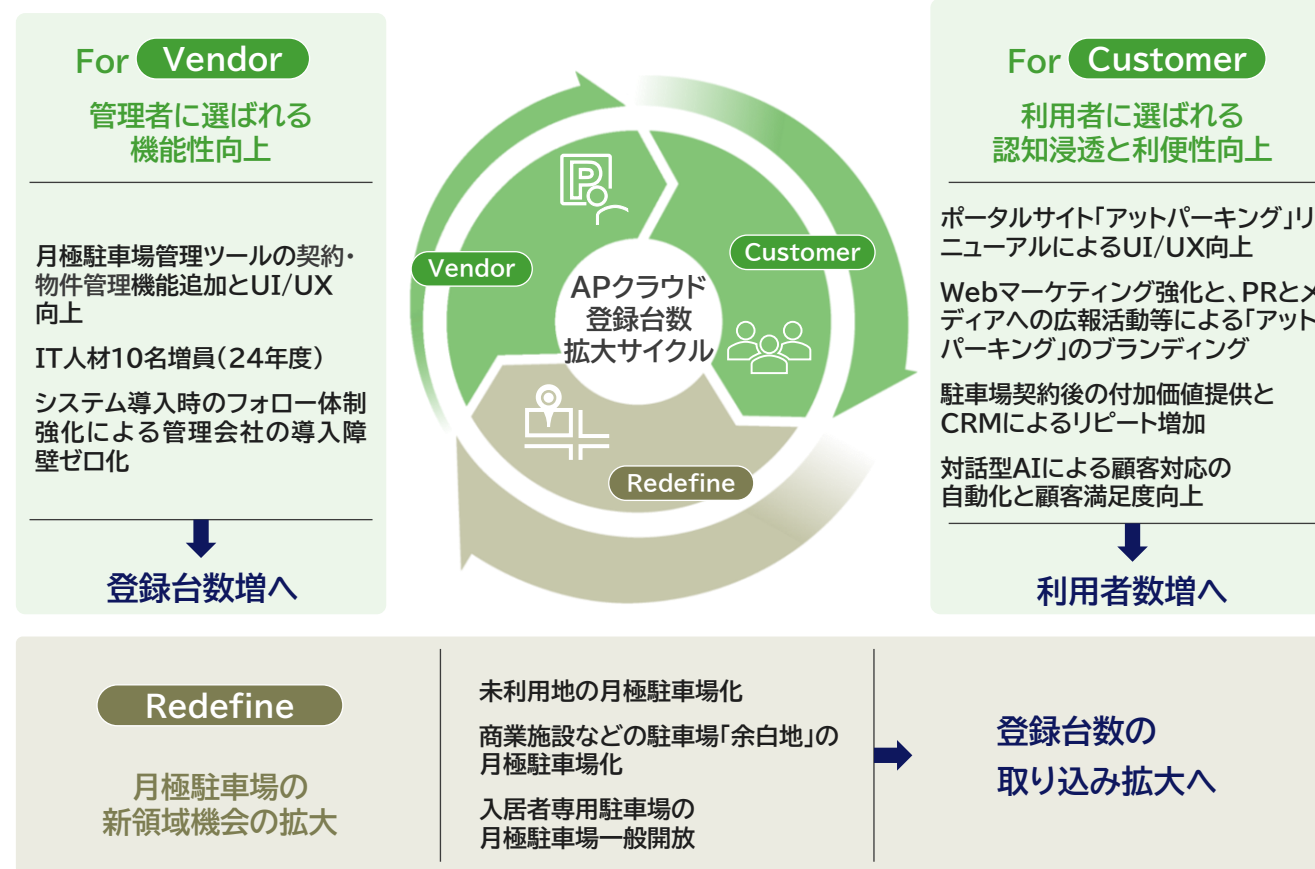 For Vendor
管理者に選ばれる
機能性向上
月極駐車場管理ツールの契約・
物件管理機能追加とUI/UX
向上
IT人材10名増員(24年度)
システム導入時のフォロー体制
強化による管理会社の導入障
壁ゼロ化
登録台数増へ
P
Vendor
Customer
APクラウド
登録台数
拡大サイクル
Redefine
For Customer
利用者に選ばれる
認知浸透と利便性向上
ポータルサイト「アットパーキング」リ
ニューアルによるUI/UX向上
Webマーケティング強化と、PRとメ
ディアへの広報活動等による「アット
パーキング」のブランディング
駐車場契約後の付加価値提供と
CRMによるリピート増加
対話型AIによる顧客対応の
自動化と顧客満足度向上
利用者数増へ
Redefine
月極駐車場の
新領域機会の拡大
未利用地の月極駐車場化
商業施設などの駐車場「余白地」の
月極駐車場化
入居者専用駐車場の
月極駐車場一般開放
登録台数の
取り込み拡大へ